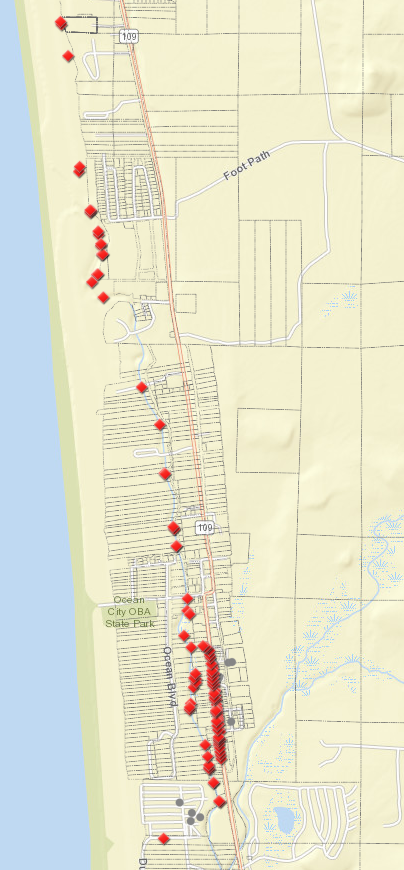 109
Foot Path
109
Ocean
City OBA
State Park
Ocean Blvd